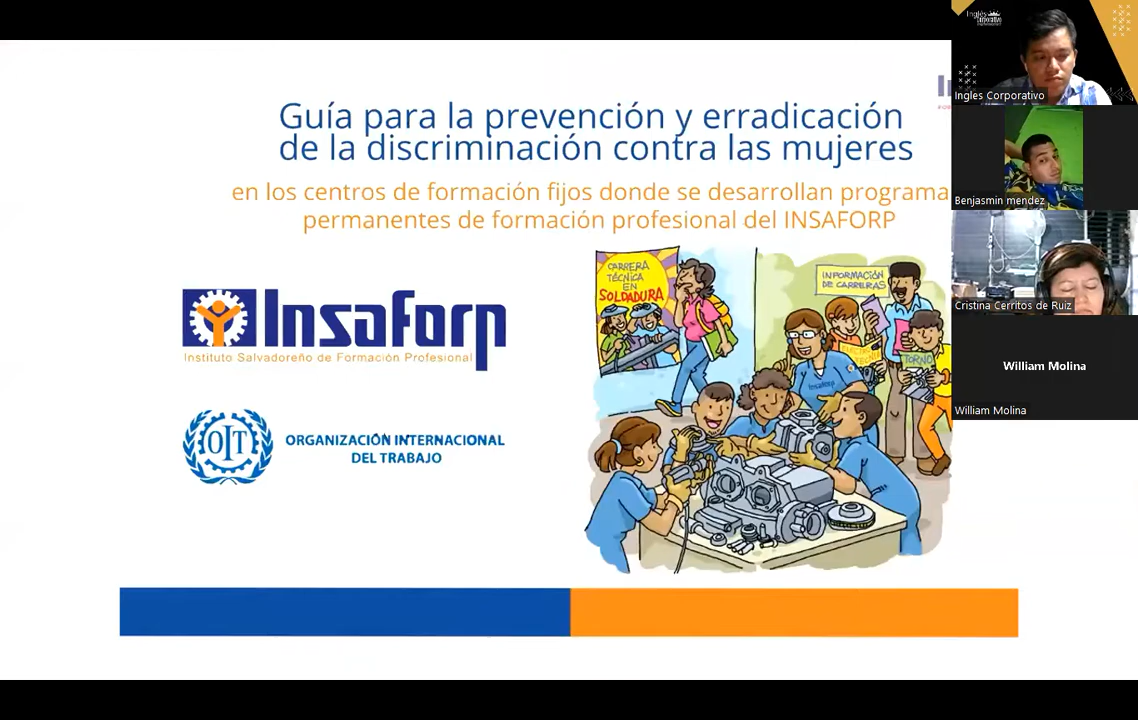 Guía para la prevención y erradicación
de la discriminación contra las mujeres
en los centros de formación fijos donde se desarrollan programa
permanentes de formación profesional del INSAFORP
Insaforp
Instituto Salvadoreño de Formación Profesional
OIT
ORGANIZACIÓN INTERNACIONAL
DEL TRABAJO
CARRERA
TÉCNICA
EN
SOLDADURA
INFORMACIÓN
DE CARRERAS
TORNO
Insaforp
Inglés
Corporativo
Ingles Corporativo
Benjasmin mendez
Cristina Cerritos de Ruiz
William Molina
William Molina